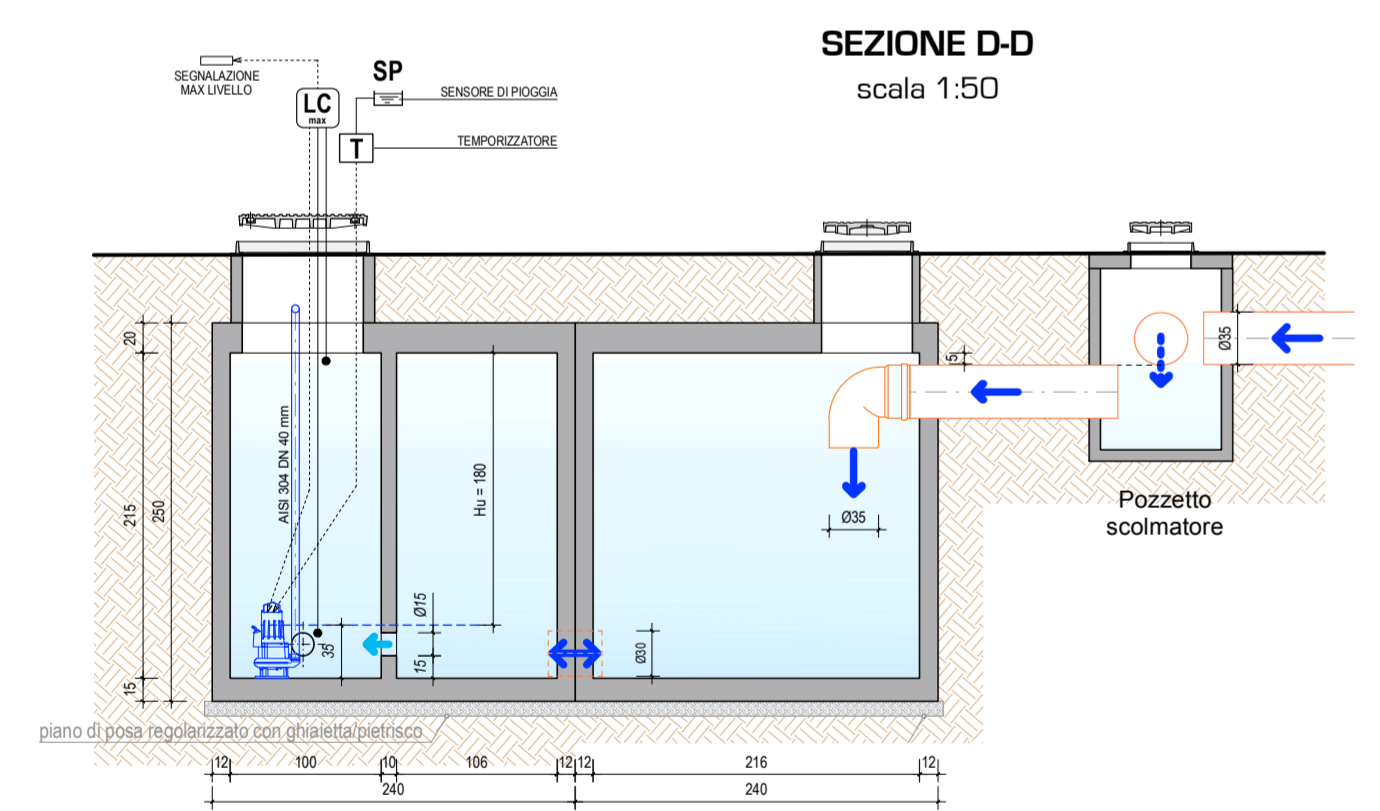 SEZIONE D-D
scala 1:50
SEGNALAZIONE
MAX LIVELLO
LC
max
SP
SENSORE DI PIOGGIA
T
TEMPORIZZATORE
20
215
250
15
AISI 304 DN 40 mm
35
Ø15
15
Hu = 180
Ø30
Ø35
5
Ø35
Pozzetto
scolmatore
piano di posa regolarizzato con ghiaietta/pietrisco
12 100 10 106 12 12 216 12
240 240